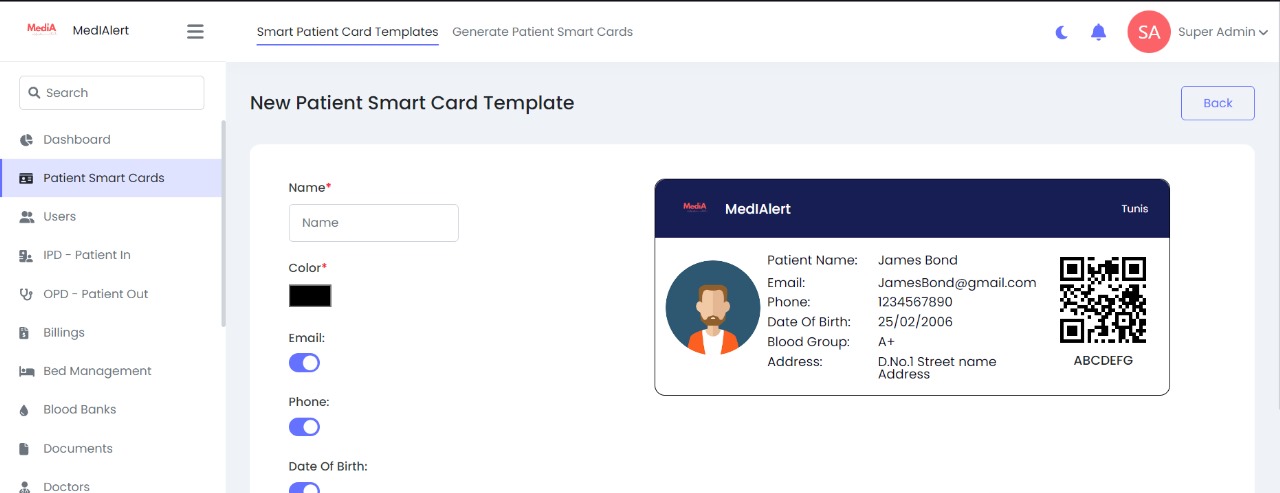 MediA
MedIAlert
Smart Patient Card Templates
Generate Patient Smart Cards
SA
Super Admin
Search
New Patient Smart Card Template
Back
Dashboard
Patient Smart Cards
Users
IPD - Patient In
OPD - Patient Out
Billings
Bed Management
Blood Banks
Documents
Doctors
Name*
Name
Color*
Email:
Phone:
Date Of Birth:
MediA
MedIAlert
Tunis
Patient Name: James Bond
Email: JamesBond@gmail.com
Phone: 1234567890
Date Of Birth: 25/02/2006
Blood Group: A+
Address: D.No.1 Street name
Address
ABCDEFG